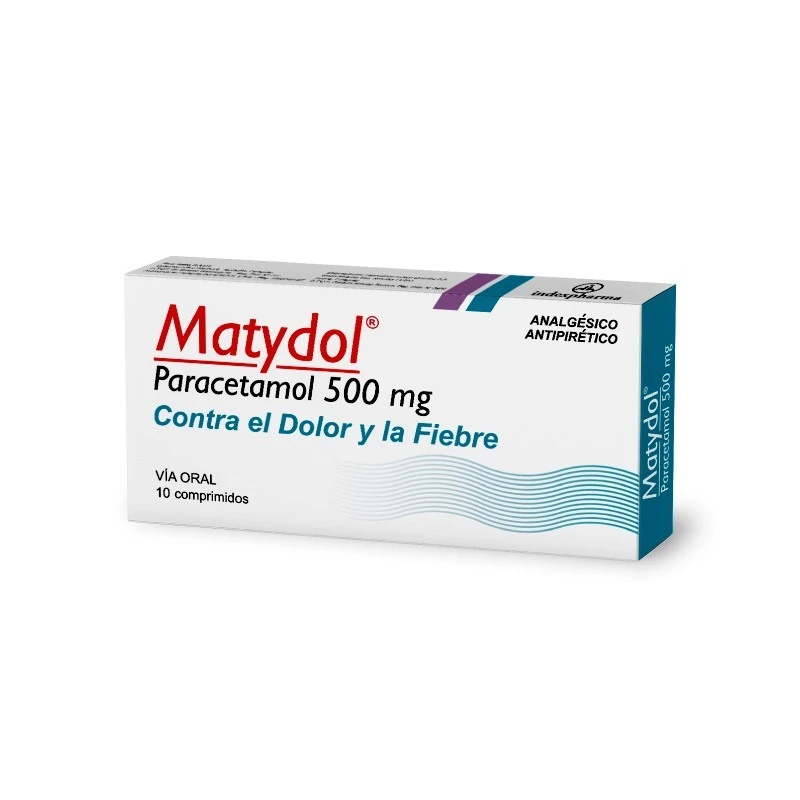 indexpharma
Matydol®
Paracetamol 500 mg
Contra el Dolor y la Fiebre
ANALGÉSICO
ANTIPIRÉTICO
VÍA ORAL
10 comprimidos
Matydol®
Paracetamol 500 mg